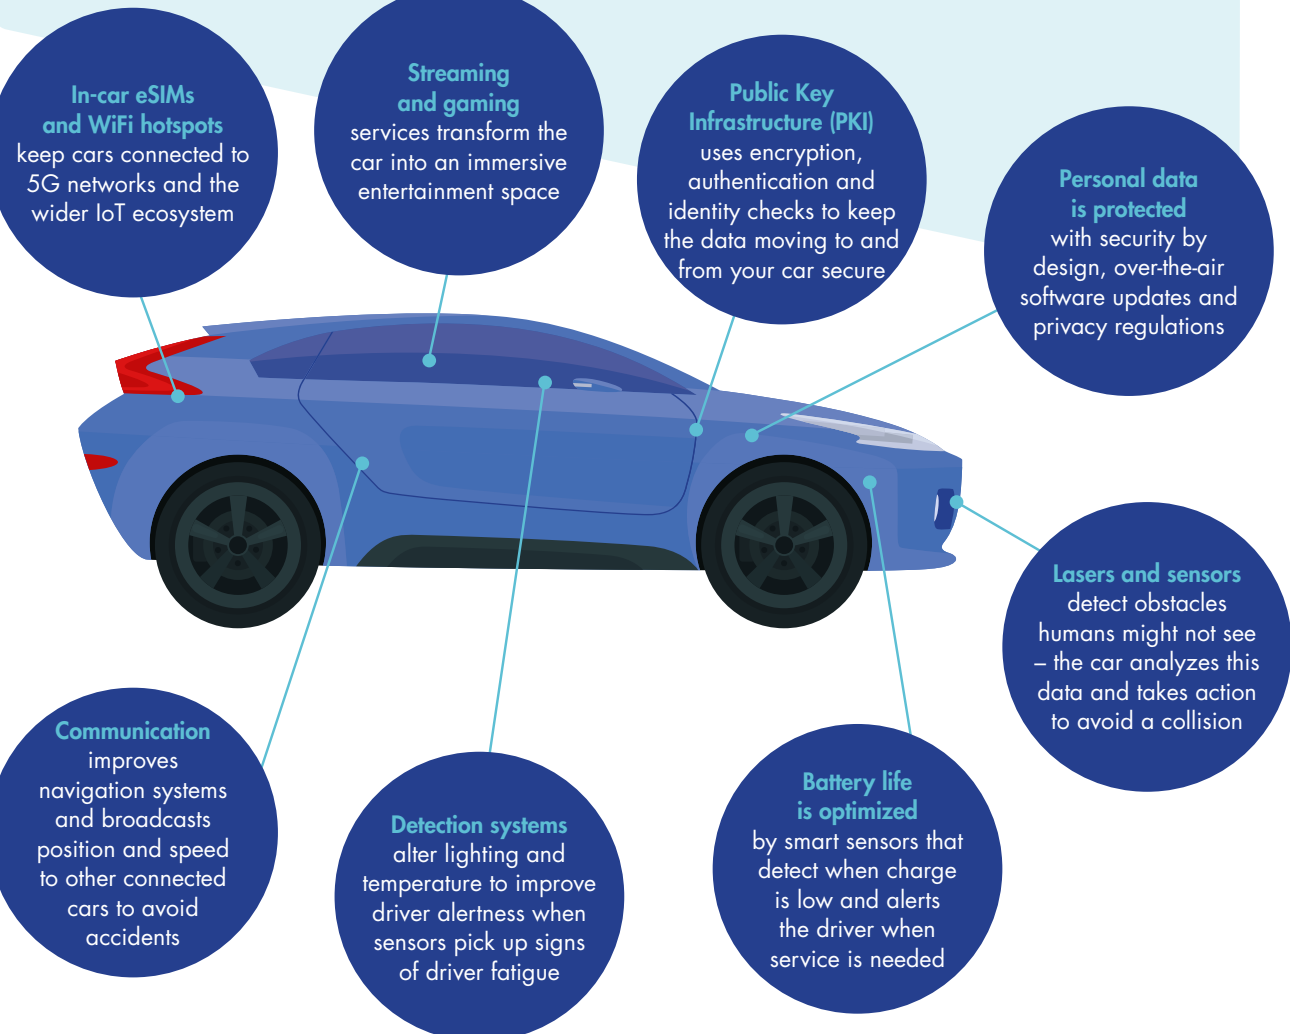 In-car eSIMs
and WiFi hotspots
keep cars connected to
5G networks and the
wider IoT ecosystem
Streaming
and gaming
services transform the
car into an immersive
entertainment space
Public Key
Infrastructure (PKI)
uses encryption,
authentication and
identity checks to keep
the data moving to and
from your car secure
Personal data
is protected
with security by
design, over-the-air
software updates and
privacy regulations
Lasers and sensors
detect obstacles
humans might not see
– the car analyzes this
data and takes action
to avoid a collision
Communication
improves
navigation systems
and broadcasts
position and speed
to other connected
cars to avoid
accidents
Detection systems
alter lighting and
temperature to improve
driver alertness when
sensors pick up signs
of driver fatigue
Battery life
is optimized
by smart sensors that
detect when charge
is low and alerts
the driver when
service is needed